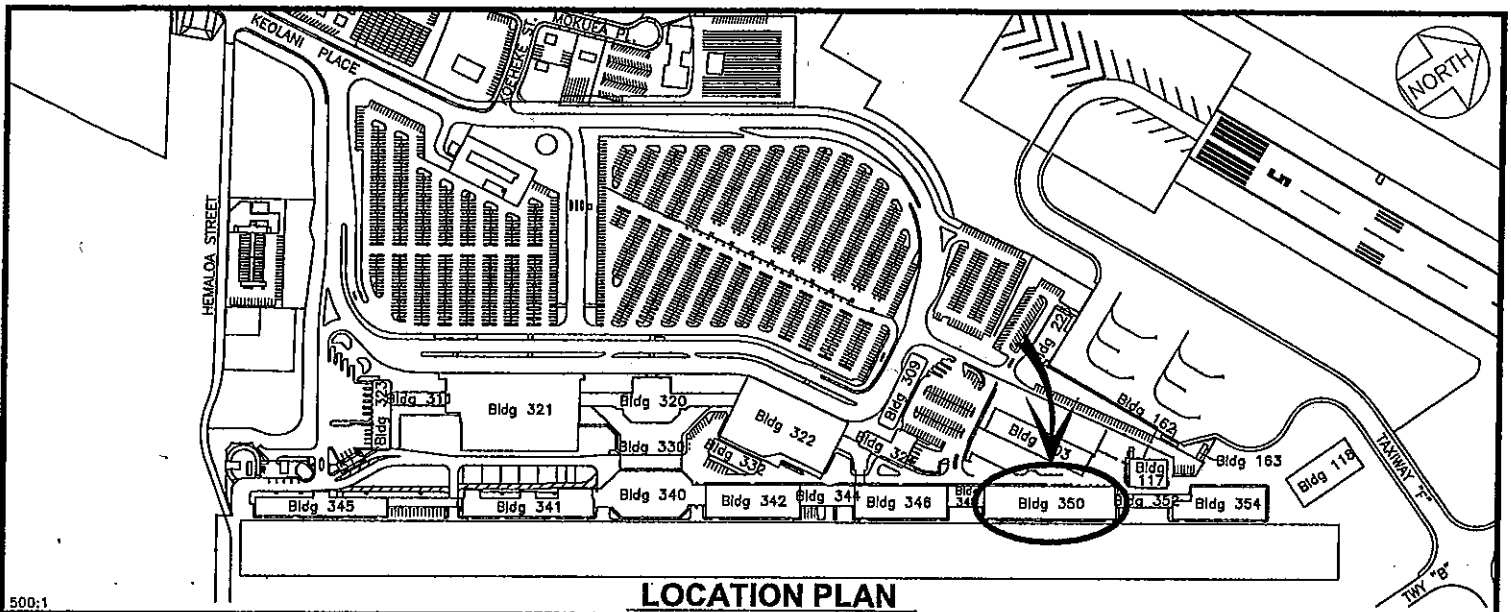 KEOLANI PLACE
KOEHEKE ST.
MOKUEA PL.
NORTH
HEMALOA STREET
Bldg 323
Bldg 31
Bldg 321
Bldg 320
Bldg 330
Bldg 332
Bldg 322
Bldg 309
Bldg 162
Bldg 163
Bldg 117
Bldg 118
TAXIWAY
Bldg 345
Bldg 341
Bldg 340
Bldg 342
Bldg 344
Bldg 346
Bldg 350
Bldg 352
Bldg 354
TWY "B"
500:1
LOCATION PLAN